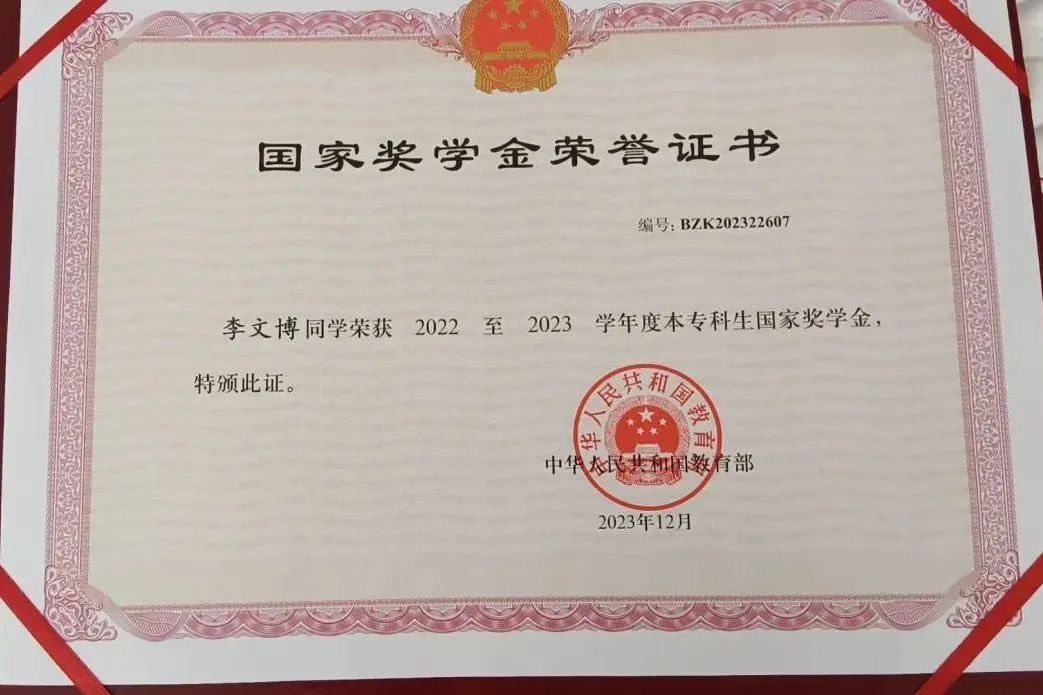 国家奖学金荣誉证书
编号: BZK202322607
李文博同学荣获 2022 至 2023 学年度本专科生国家奖学金，
特颁此证。
中华人民共和国教育部
中华人民共和国教育部
2023年12月